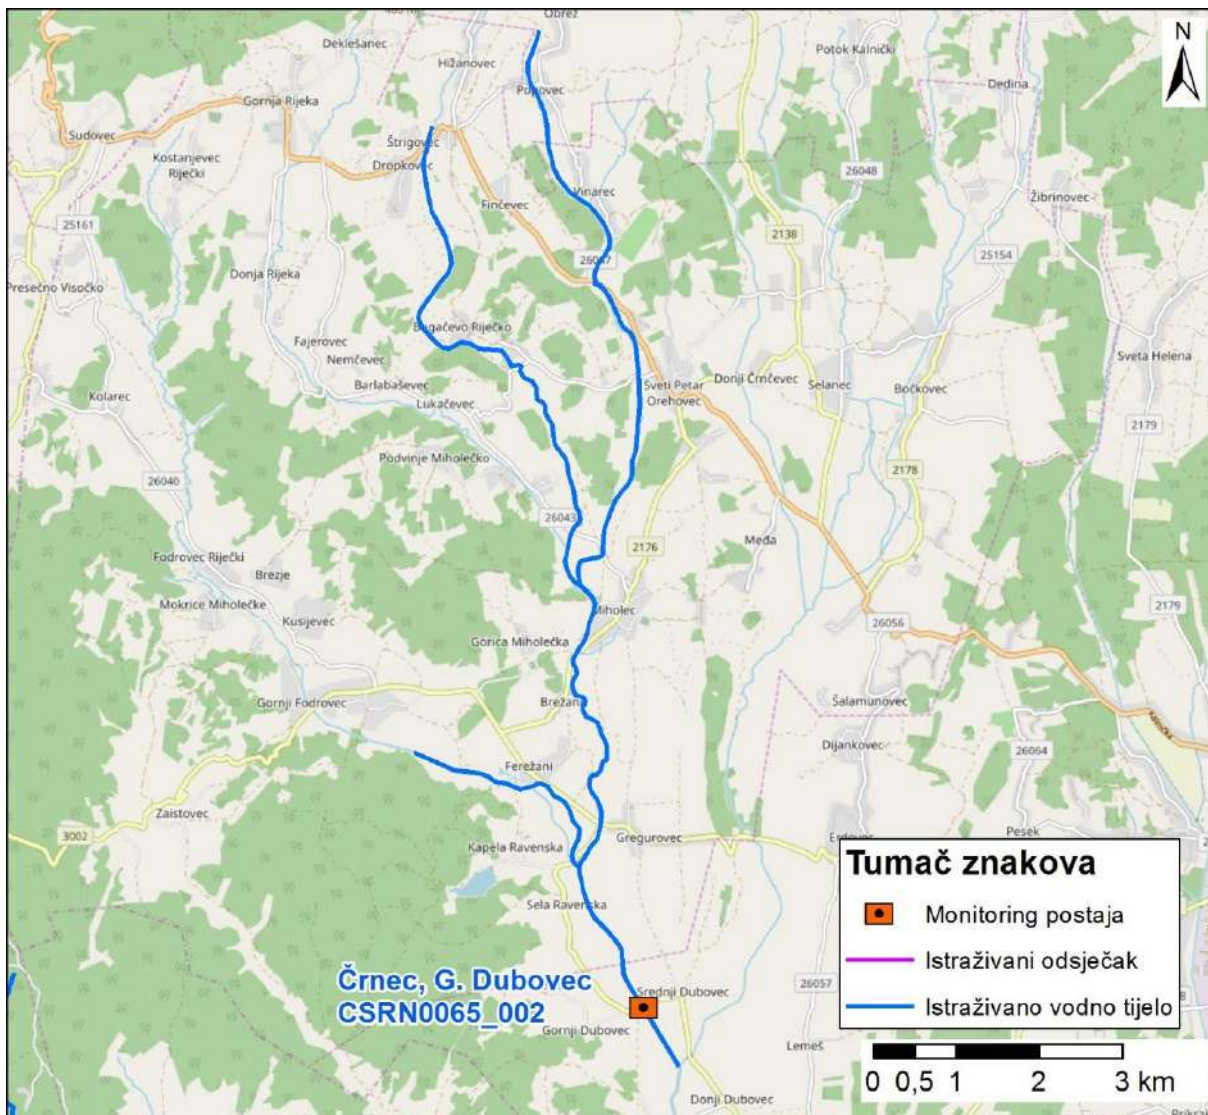 Obrež
N
Deklešanec
Hižanovec
Potok Kalnički
Dedina
Popovec
Gornja Rijeka
Sudovec
Štrigovec
Kostanjevec
Riječki
Dropkovec
26048
Vinarec
Žibrinovec
Finčevec
25161
2138
26047
25154
Donja Rijeka
Presečno Visočko
Bogačevo Riječko
Fajerovec
Nemčevec
Sveta Helena
Barlabaševec
Sveti Petar
Orehovec
Donji Črnčevec
Selanec
Bočkovec
Kolarec
Lukačevec
2179
Podvinje Miholečko
2178
26040
26043
Međa
2176
Fodrovec Riječki
Brezje
Mokrice Miholečke
Miholec
2179
Kusijevec
26056
Gorica Miholečka
Gornji Fodrovec
Brežani
Šalamunovec
Dijankovec
26064
Ferežani
Zaistovec
3002
Gregurovec
Erdovec
Pesek
Kapela Ravenska
Sela Ravenska
Tumač znakova
Monitoring postaja
Istraživani odsječak
Istraživano vodno tijelo
Črnec, G. Dubovec
CSRN0065_002
Srednji Dubovec
26057
Gornji Dubovec
Lemeš
0 0,5 1 2 3 km
Donji Dubovec